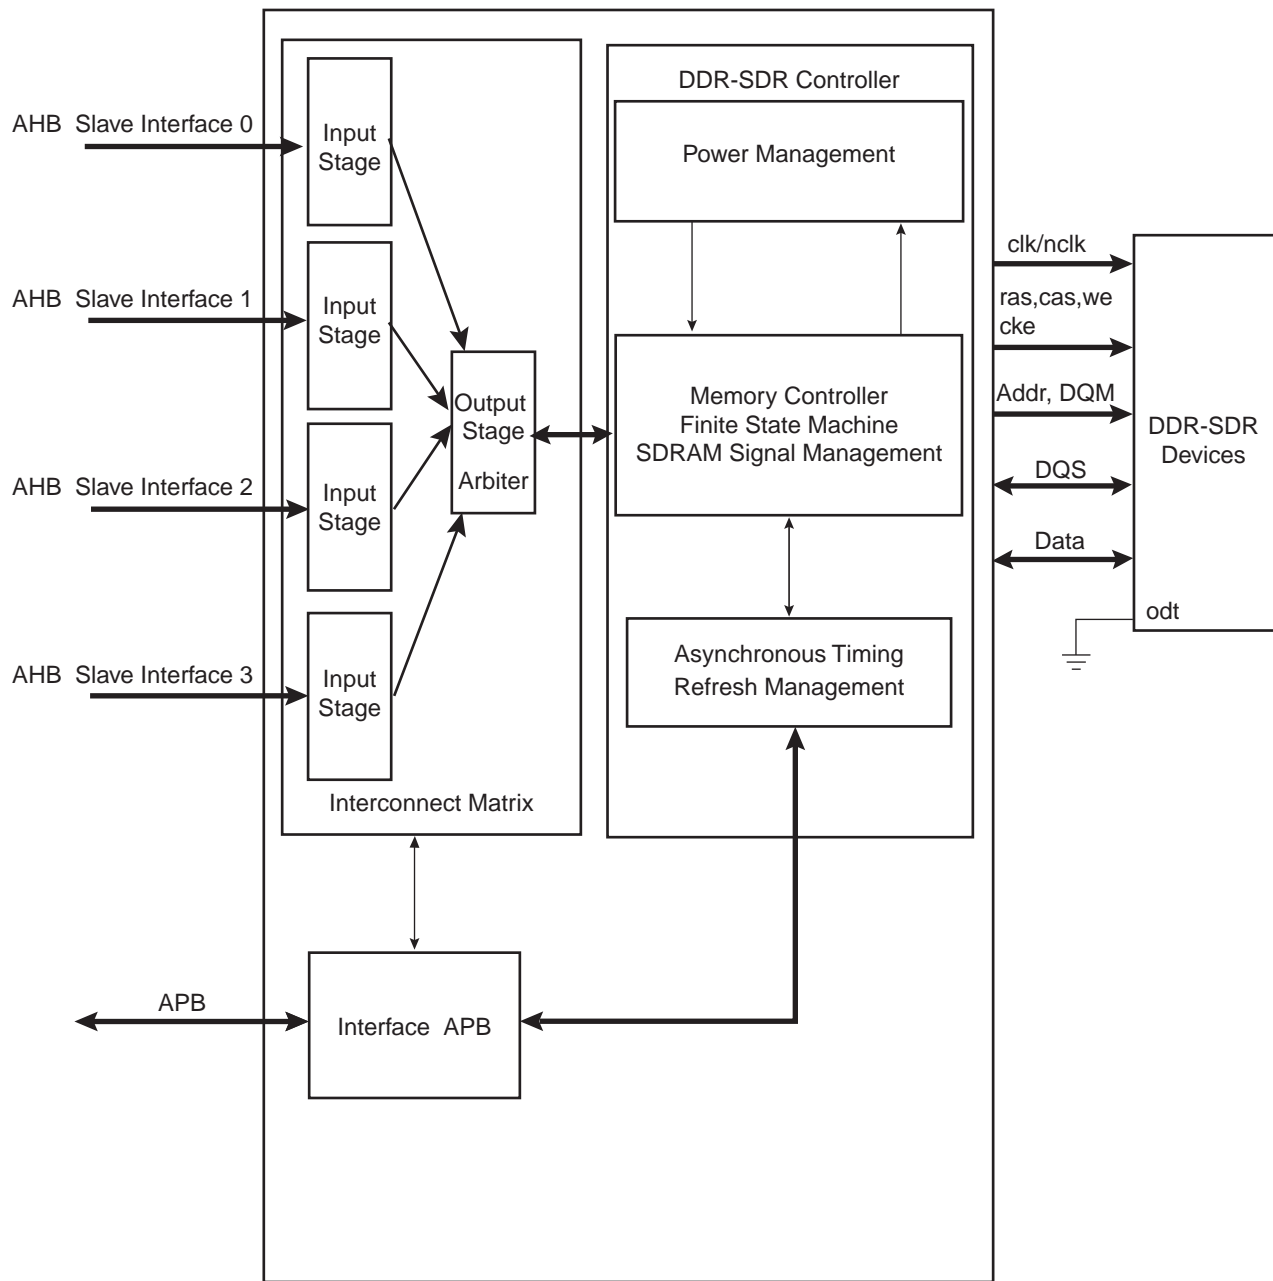 AHB Slave Interface 0
Input
Stage
AHB Slave Interface 1
Input
Stage
AHB Slave Interface 2
Input
Stage
AHB Slave Interface 3
Input
Stage
Output
Stage
Arbiter
Interconnect Matrix
DDR-SDR Controller
Power Management
Memory Controller
Finite State Machine
SDRAM Signal Management
Asynchronous Timing
Refresh Management
clk/nclk
ras,cas,we
cke
Addr, DQM
DQS
Data
DDR-SDR
Devices
odt
APB
Interface APB